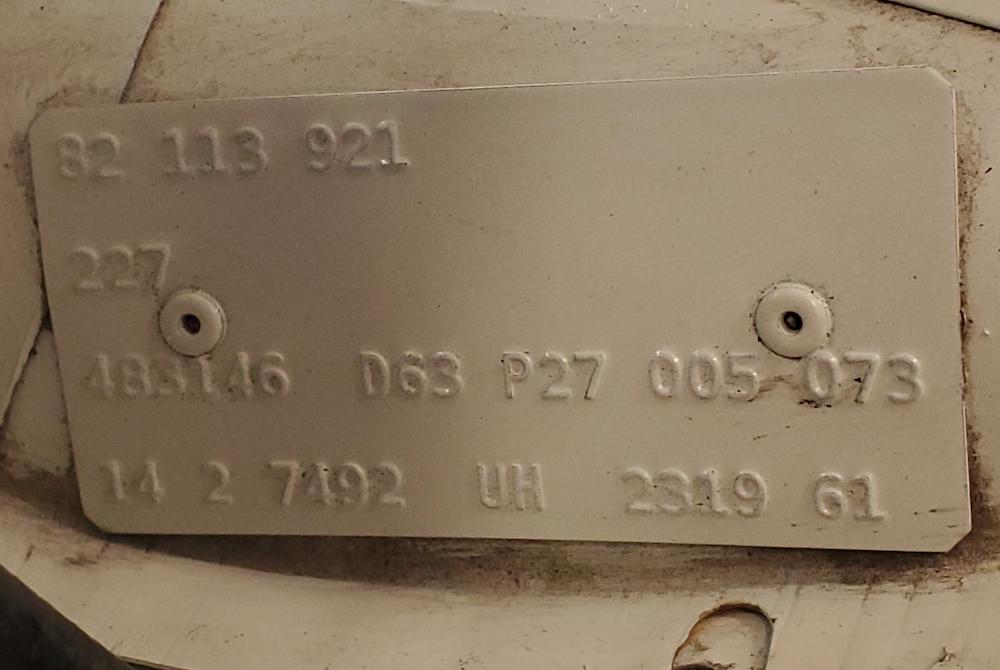 82 113 921
227
483146 D63 P27 005 073
14 2 7492 UH 2319 61